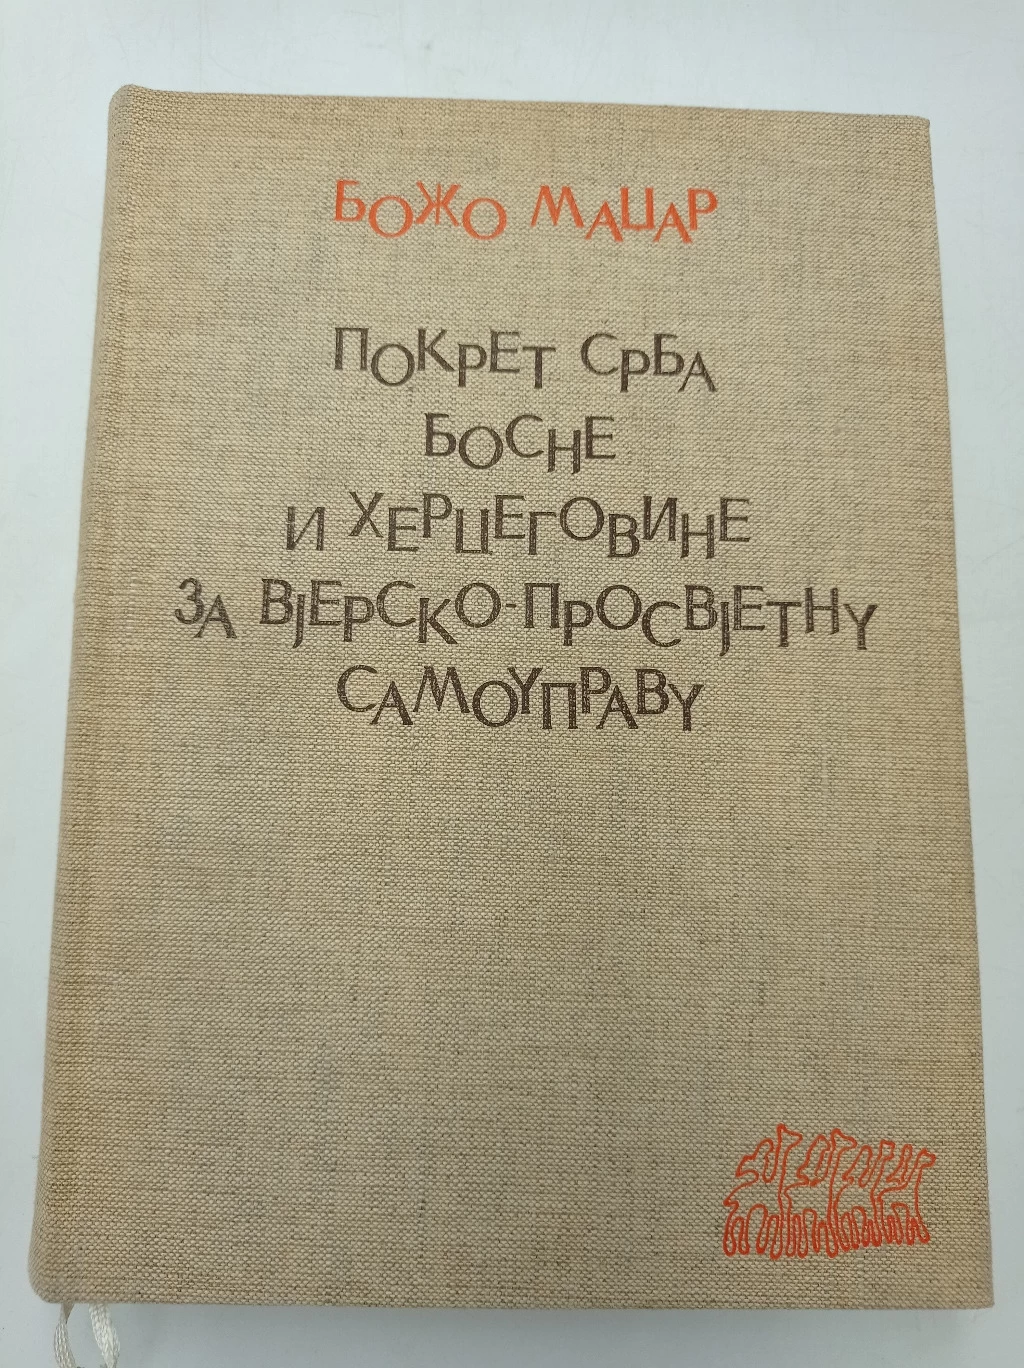 БОЖО МАЏАР
ПОКРЕТ СРБА
БОСНЕ
И ХЕРЦЕГОВИНЕ
ЗА ВЈЕРСКО-ПРОСВЈЕТНУ
САМОУПРАВУ